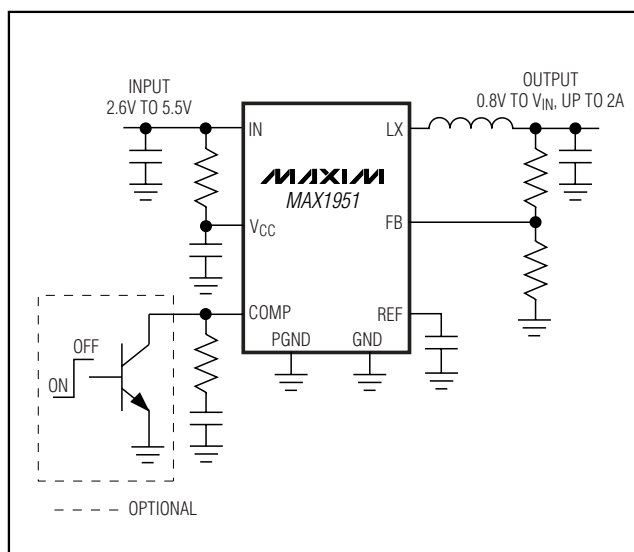 INPUT
2.6V TO 5.5V
OUTPUT
0.8V TO VIN, UP TO 2A
IN
LX
MAXIM
MAX1951
VCC
FB
COMP
REF
PGND
GND
OFF
ON
OPTIONAL